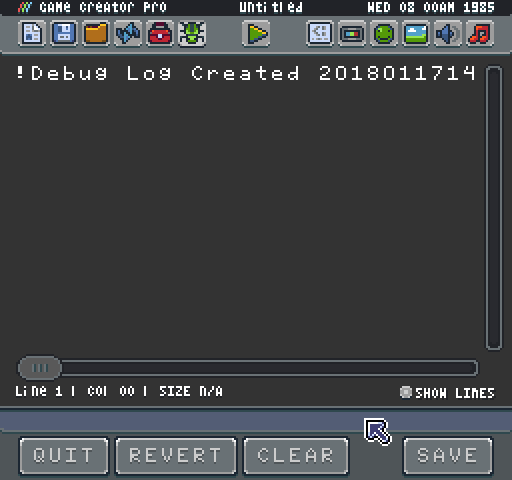 Game Creator Pro Untitled WED 08 00AM 1985
!Debug Log Created 2018011714
Line 1 | Col 00 | SIZE N/A SHOW LINES
QUIT REVERT CLEAR SAVE